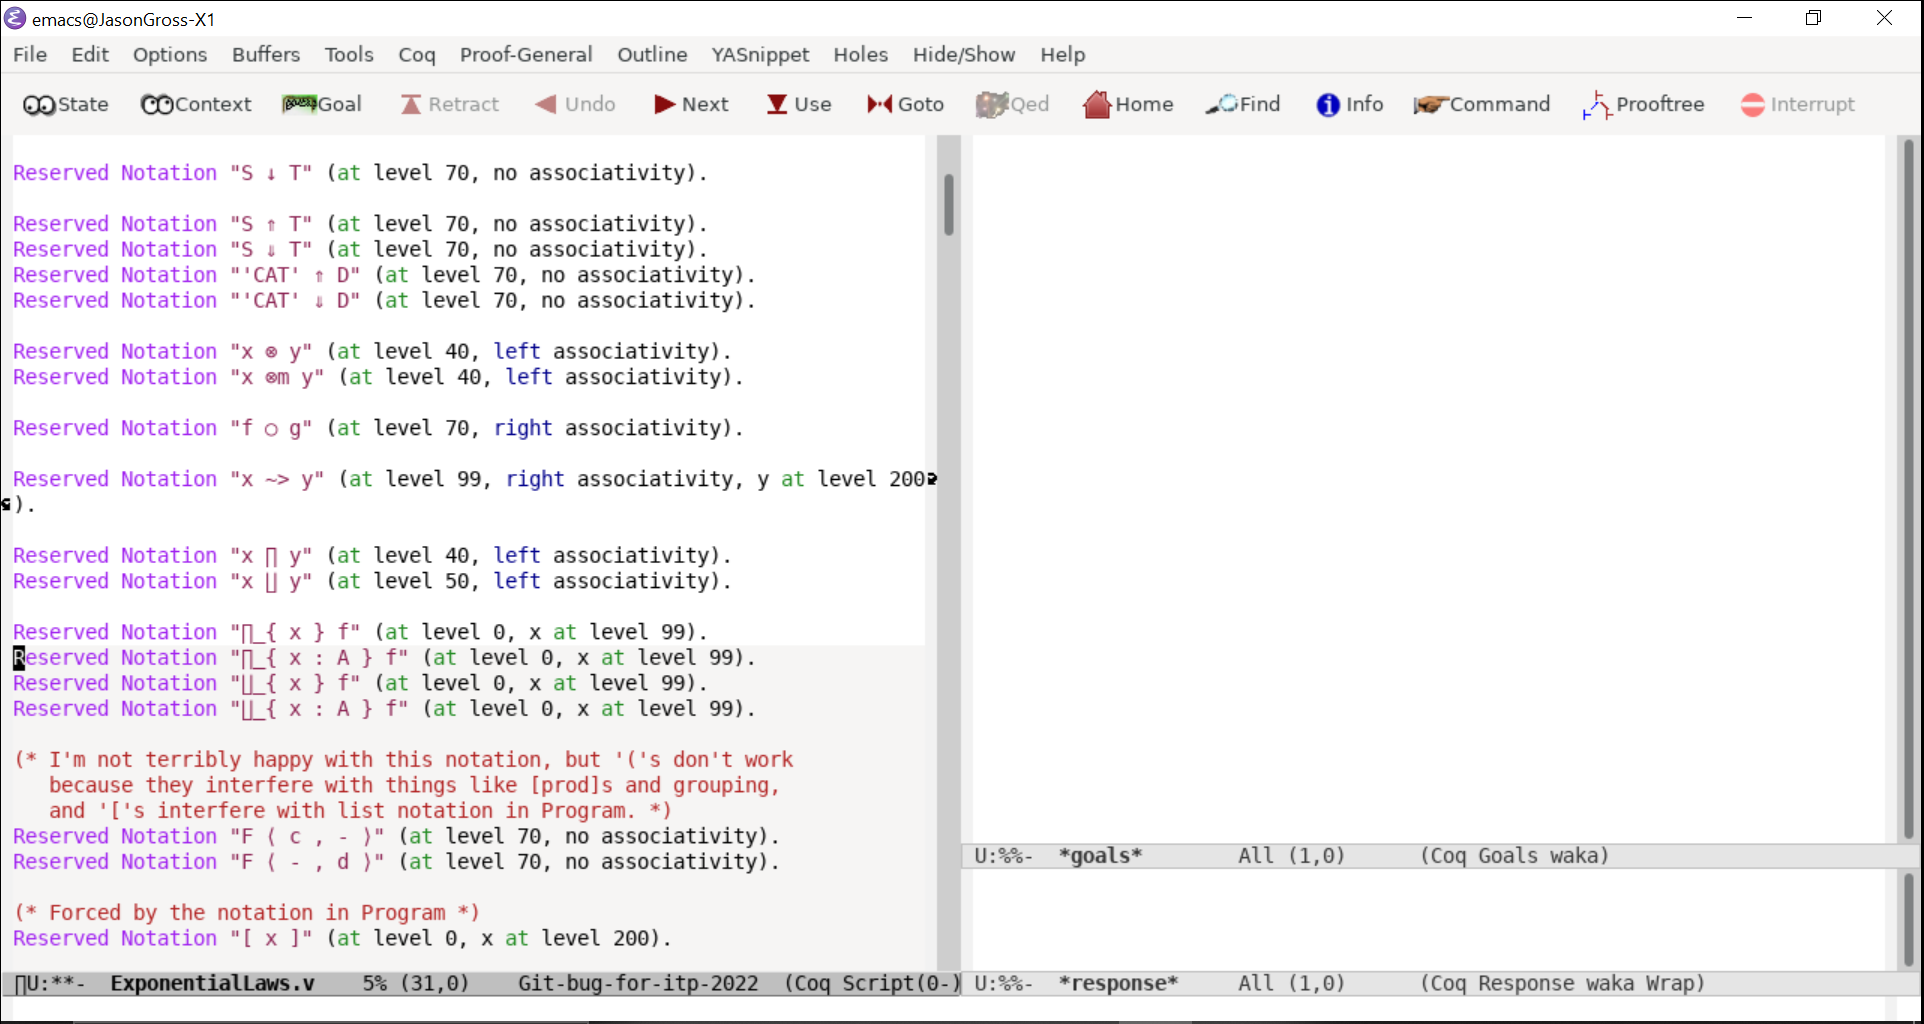 emacs@JasonGross-X1
File Edit Options Buffers Tools Coq Proof-General Outline YASnippet Holes Hide/Show Help
State Context Goal Retract Undo Next Use Goto Qed Home Find Info Command Prooftree Interrupt
Reserved Notation "S ↓ T" (at level 70, no associativity).
Reserved Notation "S ⇑ T" (at level 70, no associativity).
Reserved Notation "S ⇓ T" (at level 70, no associativity).
Reserved Notation "'CAT' ⇑ D" (at level 70, no associativity).
Reserved Notation "'CAT' ⇓ D" (at level 70, no associativity).
Reserved Notation "x ⊗ y" (at level 40, left associativity).
Reserved Notation "x ⊗m y" (at level 40, left associativity).
Reserved Notation "f ○ g" (at level 70, right associativity).
Reserved Notation "x ~> y" (at level 99, right associativity, y at level 200
).
Reserved Notation "x ∏ y" (at level 40, left associativity).
Reserved Notation "x ∐ y" (at level 50, left associativity).
Reserved Notation "∏_{ x } f" (at level 0, x at level 99).
Reserved Notation "∏_{ x : A } f" (at level 0, x at level 99).
Reserved Notation "∐_{ x } f" (at level 0, x at level 99).
Reserved Notation "∐_{ x : A } f" (at level 0, x at level 99).
(* I'm not terribly happy with this notation, but '('s don't work
because they interfere with things like [prod]s and grouping,
and '['s interfere with list notation in Program. *)
Reserved Notation "F ⟨ c , - ⟩" (at level 70, no associativity).
Reserved Notation "F ⟨ - , d ⟩" (at level 70, no associativity).
(* Forced by the notation in Program *)
Reserved Notation "[ x ]" (at level 0, x at level 200).
∏U:**- ExponentialLaws.v 5% (31,0) Git-bug-for-itp-2022 (Coq Script(0-)
U:%%- *goals* All (1,0) (Coq Goals waka)
U:%%- *response* All (1,0) (Coq Response waka Wrap)